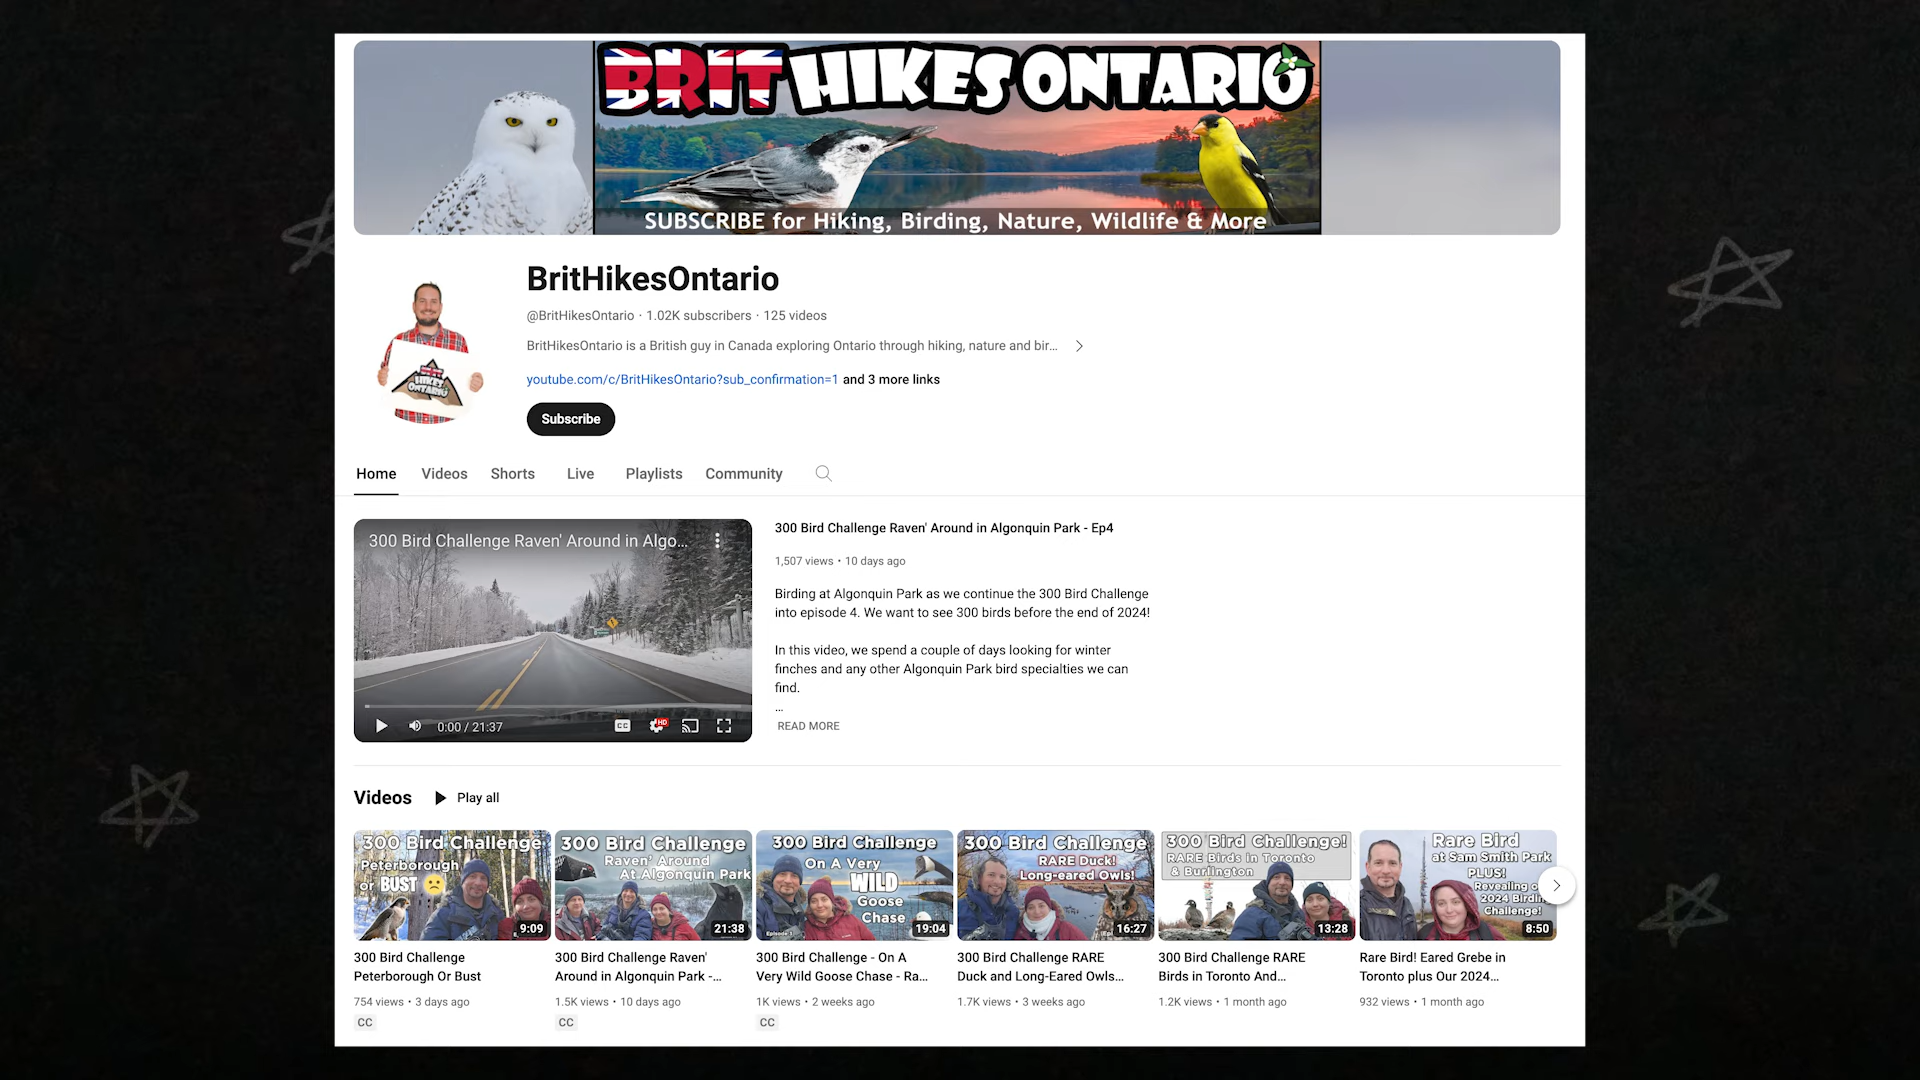 BRIT HIKES ONTARIO
SUBSCRIBE for Hiking, Birding, Nature, Wildlife & More
BRIT
HIKES
ONTARIO
BritHikesOntario
@BritHikesOntario · 1.02K subscribers · 125 videos
BritHikesOntario is a British guy in Canada exploring Ontario through hiking, nature and bir...
youtube.com/c/BritHikesOntario?sub_confirmation=1 and 3 more links
Subscribe
Home Videos Shorts Live Playlists Community
300 Bird Challenge Raven' Around in Algo...
0:00 / 21:37
CC
HD
300 Bird Challenge Raven' Around in Algonquin Park - Ep4
1,507 views • 10 days ago
Birding at Algonquin Park as we continue the 300 Bird Challenge
into episode 4. We want to see 300 birds before the end of 2024!
In this video, we spend a couple of days looking for winter
finches and any other Algonquin Park bird specialties we can
find.
...
READ MORE
Videos Play all
300 Bird Challenge
Peterborough
or BUST
9:09
300 Bird Challenge
Peterborough Or Bust
754 views • 3 days ago
CC
300 Bird Challenge
Raven' Around
At Algonquin Park
21:38
300 Bird Challenge Raven'
Around in Algonquin Park -...
1.5K views • 10 days ago
CC
300 Bird Challenge
On A Very
WILD
Goose
Chase
19:04
300 Bird Challenge - On A
Very Wild Goose Chase - Ra...
1K views • 2 weeks ago
CC
300 Bird Challenge
RARE Duck!
Long-eared Owls!
16:27
300 Bird Challenge RARE
Duck and Long-Eared Owls...
1.7K views • 3 weeks ago
300 Bird Challenge!
RARE Birds in Toronto
& Burlington
13:28
300 Bird Challenge RARE
Birds in Toronto And...
1.2K views • 1 month ago
Rare Bird
at Sam Smith Park
PLUS!
Revealing
2024 Birdin
Challenge!
8:50
Rare Bird! Eared Grebe in
Toronto plus Our 2024...
932 views • 1 month ago